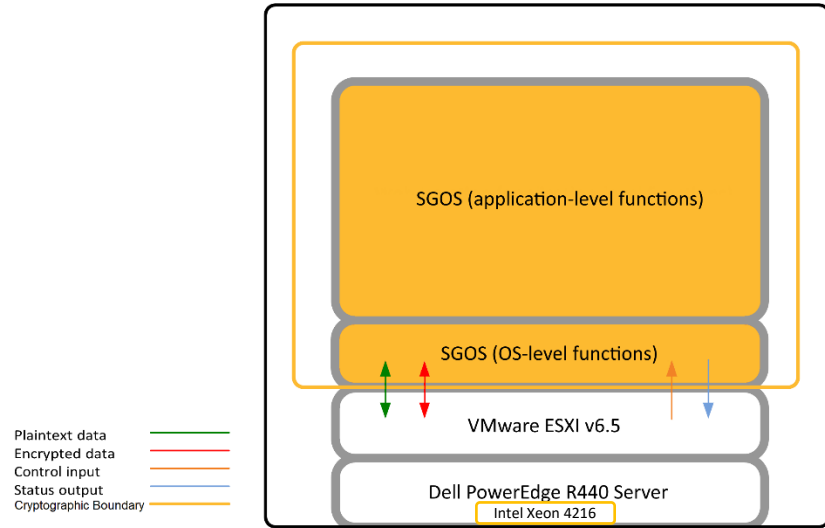 SGOS (application-level functions)
SGOS (OS-level functions)
VMware ESXI v6.5
Dell PowerEdge R440 Server
Intel Xeon 4216
Plaintext data
Encrypted data
Control input
Status output
Cryptographic Boundary